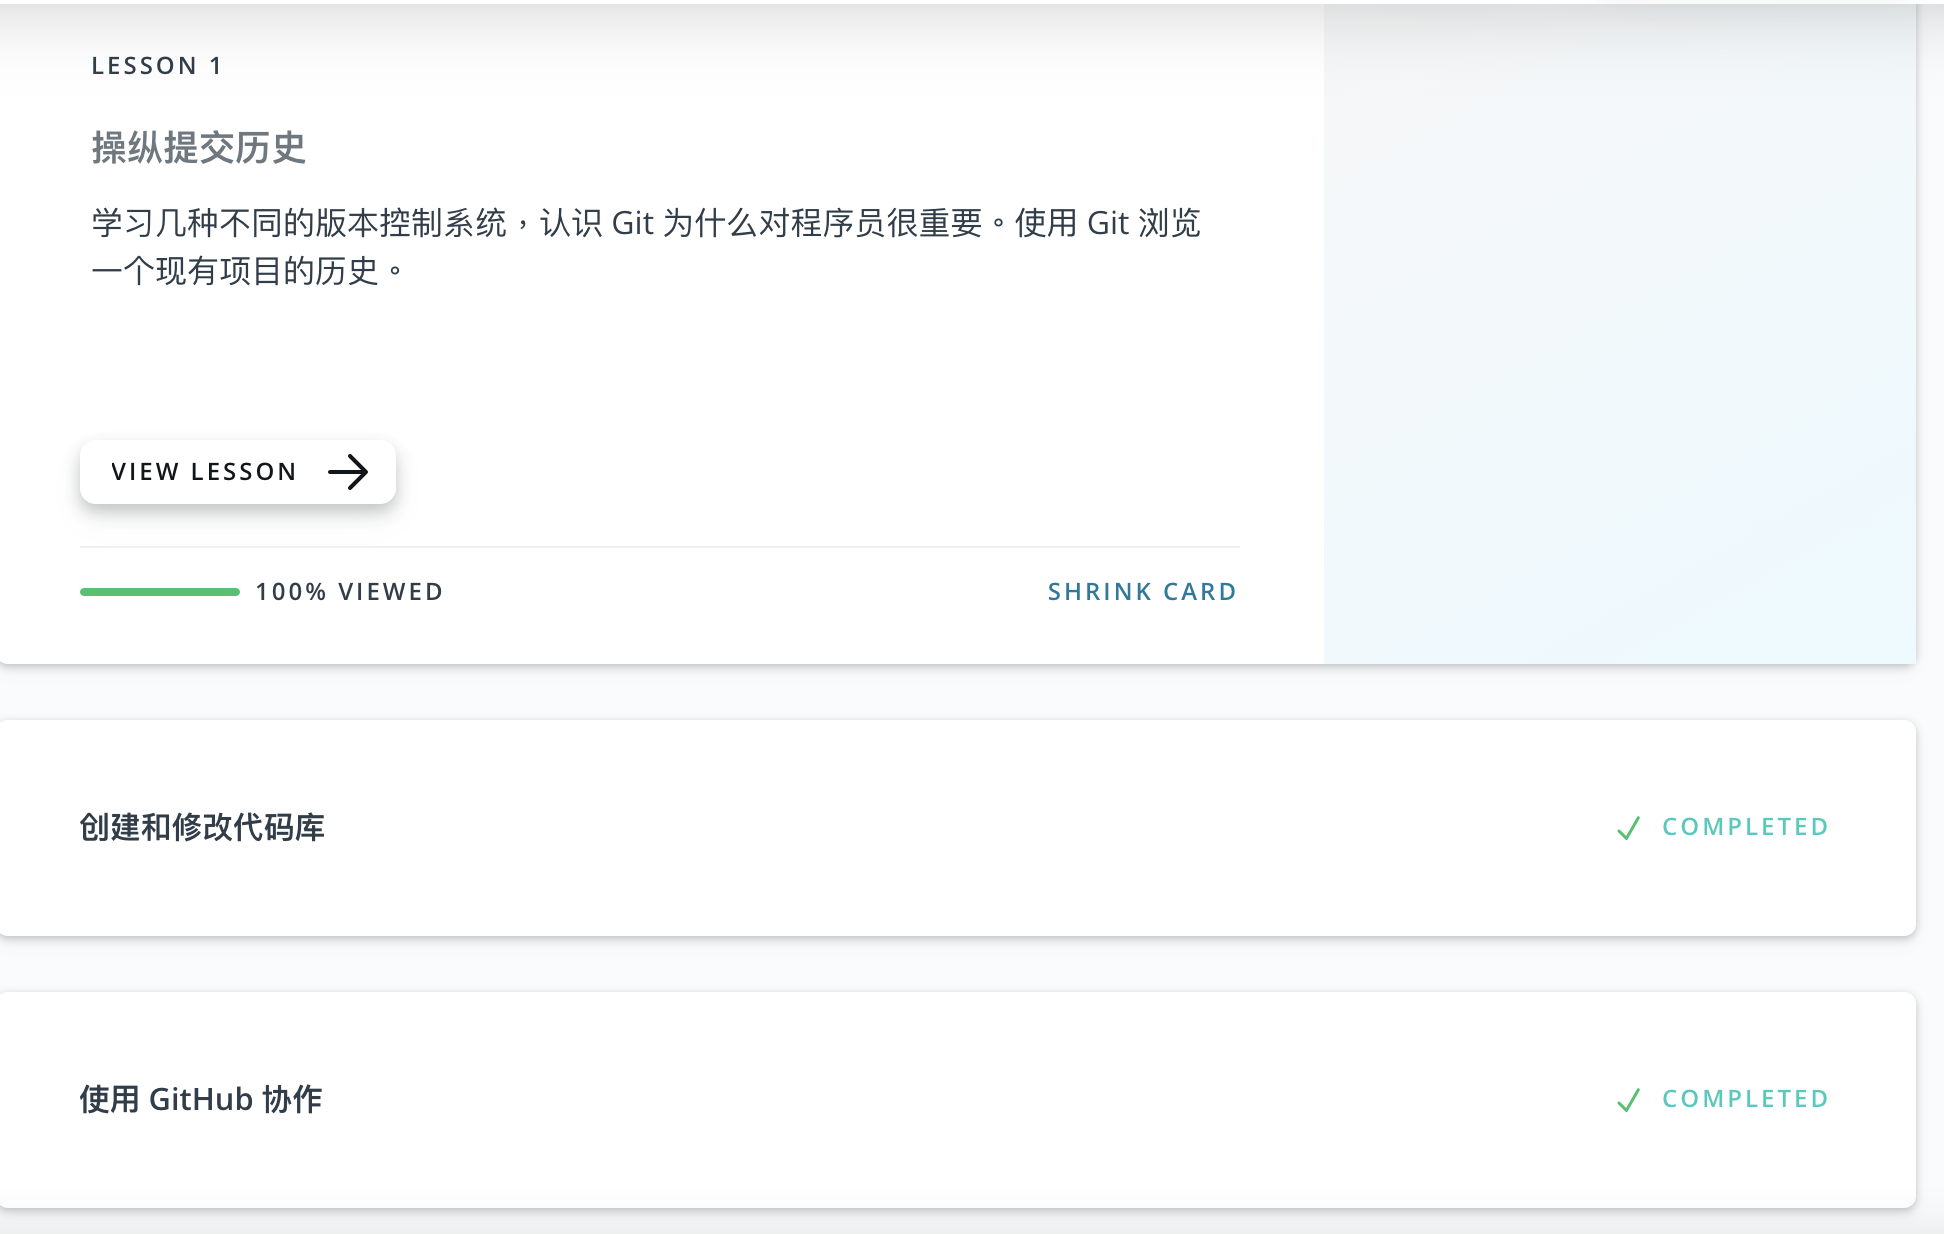 LESSON 1
操纵提交历史
学习几种不同的版本控制系统，认识 Git 为什么对程序员很重要。使用 Git 浏览
一个现有项目的历史。
VIEW LESSON
100% VIEWED
SHRINK CARD
创建和修改代码库
COMPLETED
使用 GitHub 协作
COMPLETED